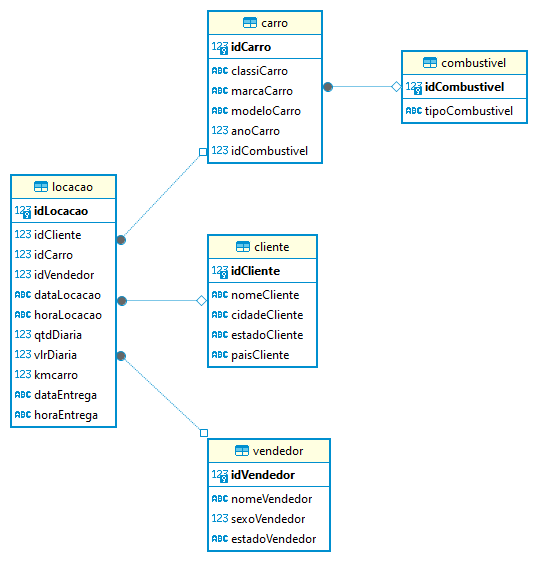 carro
123 idCarro
ABC classiCarro
ABC marcaCarro
ABC modeloCarro
123 anoCarro
123 idCombustivel
combustivel
123 idCombustivel
ABC tipoCombustivel
locacao
123 idLocacao
123 idCliente
123 idCarro
123 idVendedor
ABC dataLocacao
ABC horaLocacao
123 qtdDiaria
123 vlrDiaria
123 kmcarro
ABC dataEntrega
ABC horaEntrega
cliente
123 idCliente
ABC nomeCliente
ABC cidadeCliente
ABC estadoCliente
ABC paisCliente
vendedor
123 idVendedor
ABC nomeVendedor
123 sexoVendedor
ABC estadoVendedor